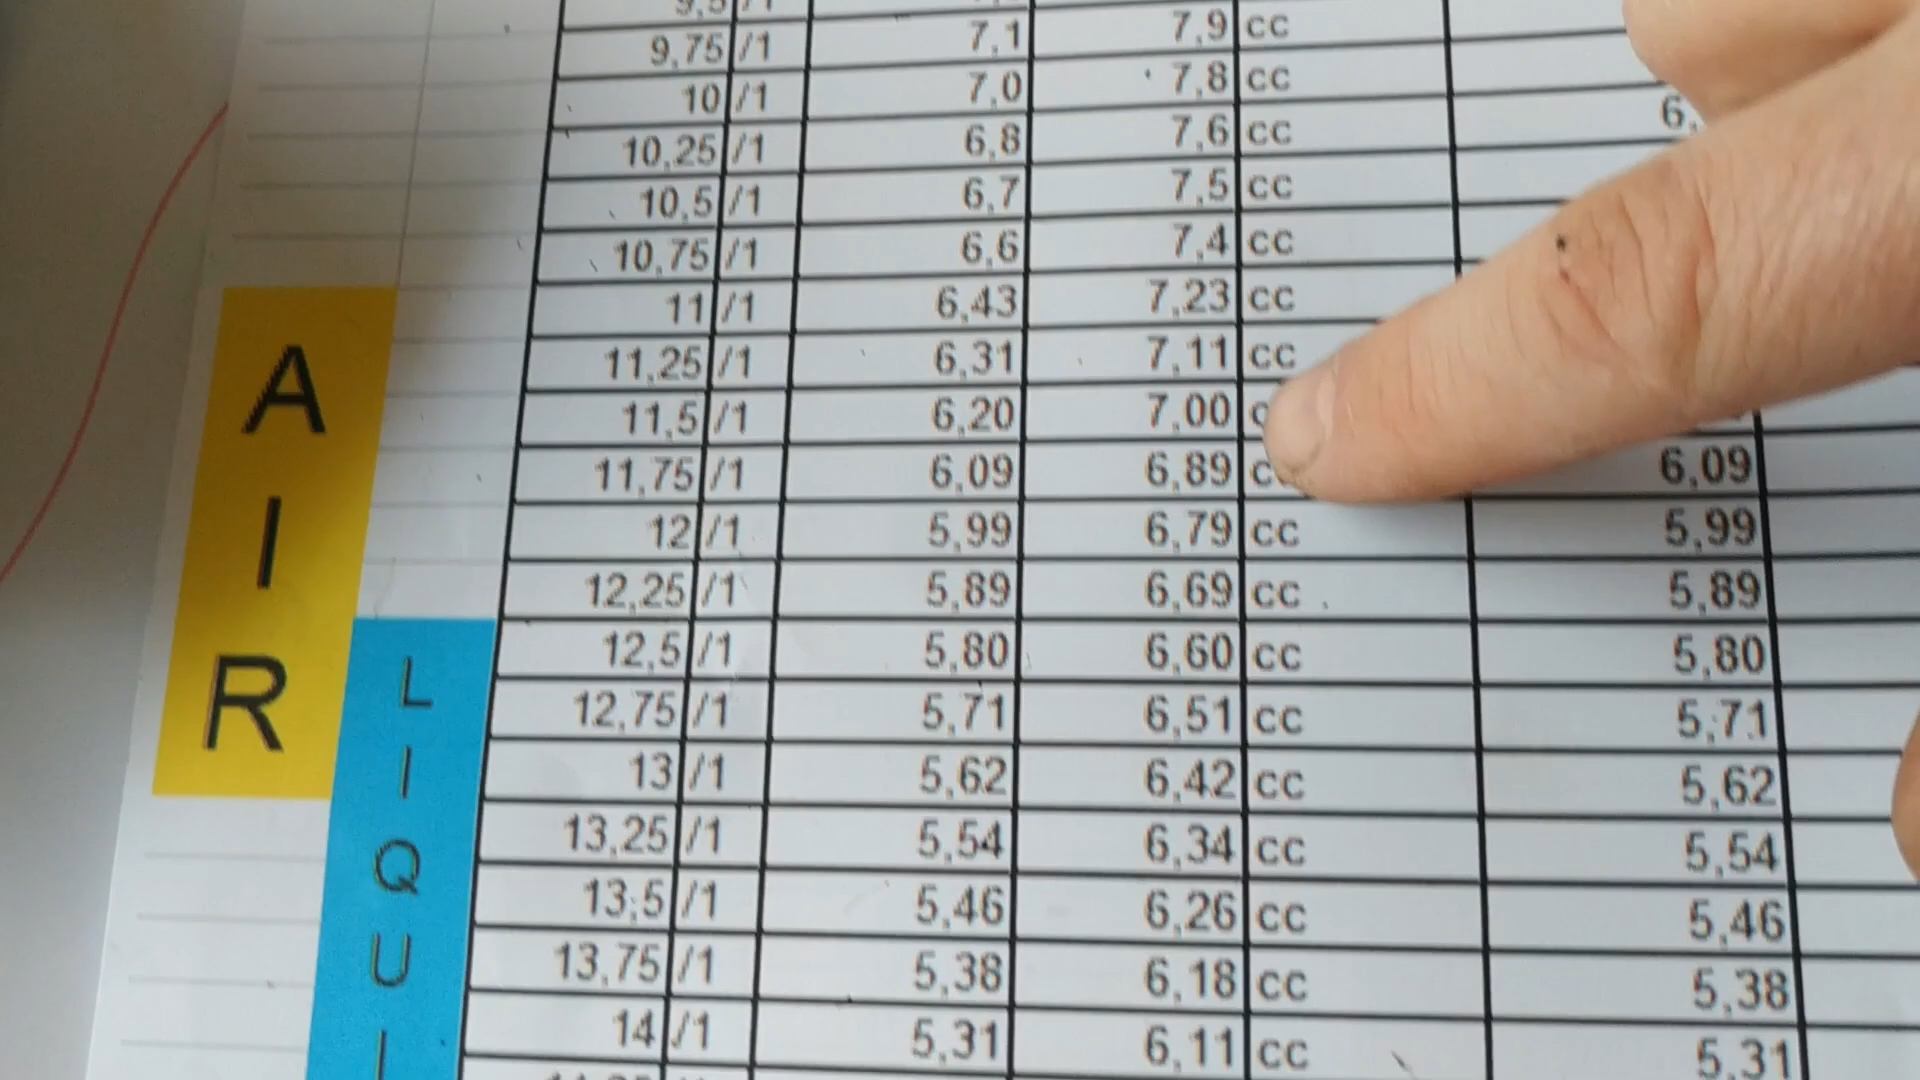 9,75 /1 7,1 7,9 cc
10 /1 7,0 7,8 cc
10,25 /1 6,8 7,6 cc 6,
10,5 /1 6,7 7,5 cc
10,75 /1 6,6 7,4 cc
11 /1 6,43 7,23 cc
11,25 /1 6,31 7,11 cc
11,5 /1 6,20 7,00 c
11,75 /1 6,09 6,89 c 6,09
12 /1 5,99 6,79 cc 5,99
12,25 /1 5,89 6,69 cc 5,89
12,5 /1 5,80 6,60 cc 5,80
12,75 /1 5,71 6,51 cc 5,71
13 /1 5,62 6,42 cc 5,62
13,25 /1 5,54 6,34 cc 5,54
13,5 /1 5,46 6,26 cc 5,46
13,75 /1 5,38 6,18 cc 5,38
14 /1 5,31 6,11 cc 5,31
AIR
LIQUI